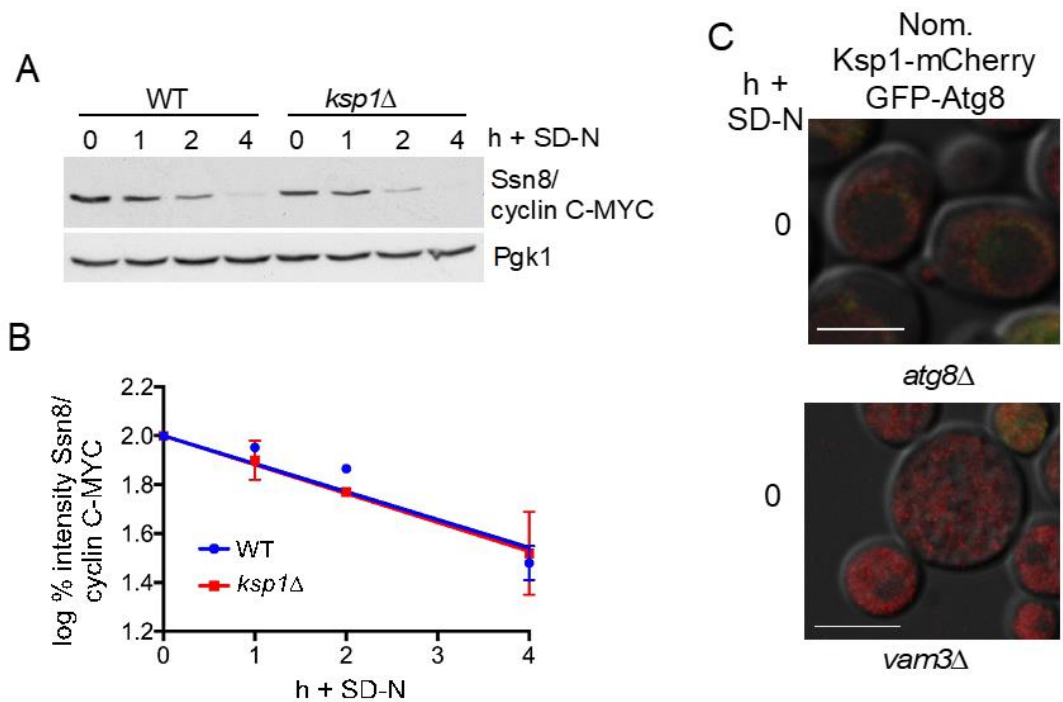 A
WT ksp1Δ
0 1 2 4 0 1 2 4 h + SD-N
Ssn8/
cyclin C-MYC
Pgk1
B
log % intensity Ssn8/
cyclin C-MYC
2.2
2.0
1.8
1.6
1.4
1.2
WT
ksp1Δ
0 1 2 3 4
h + SD-N
C
Nom.
Ksp1-mCherry
GFP-Atg8
h +
SD-N
0
atg8Δ
0
vam3Δ